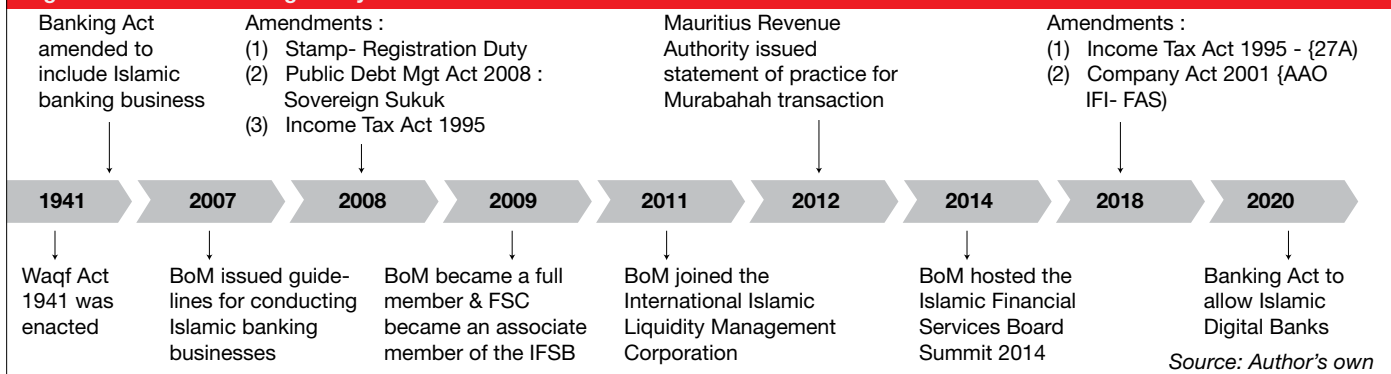 Banking Act
amended to
include Islamic
banking business
Amendments :
(1) Stamp- Registration Duty
(2) Public Debt Mgt Act 2008 :
Sovereign Sukuk
(3) Income Tax Act 1995
Mauritius Revenue
Authority issued
statement of practice for
Murabahah transaction
Amendments :
(1) Income Tax Act 1995 - {27A)
(2) Company Act 2001 {AAO
IFI- FAS)
1941
2007
2008
2009
2011
2012
2014
2018
2020
Waqf Act
1941 was
enacted
BoM issued guide-
lines for conducting
Islamic banking
businesses
BoM became a full
member & FSC
became an associate
member of the IFSB
BoM joined the
International Islamic
Liquidity Management
Corporation
BoM hosted the
Islamic Financial
Services Board
Summit 2014
Banking Act to
allow Islamic
Digital Banks
Source: Author's own